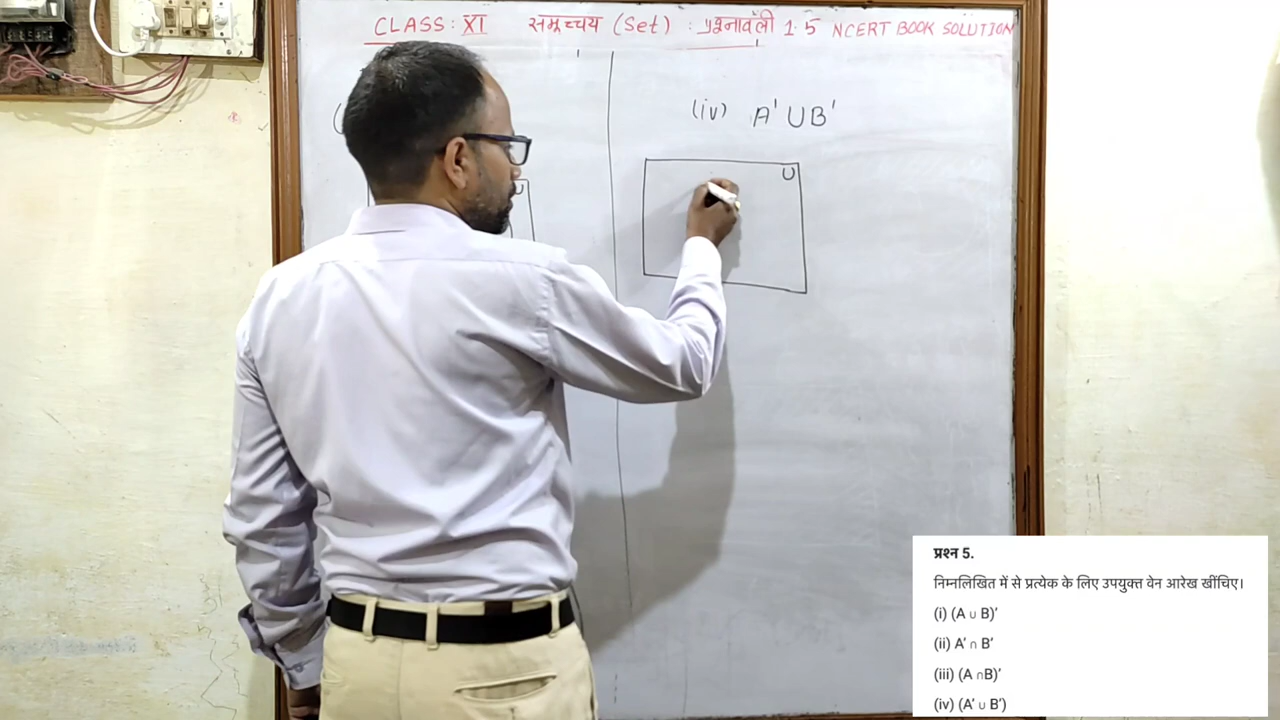 CLASS: XI समूच्चय (Set) : प्रश्नावली 1.5 NCERT BOOK SOLUTION
(iv) A' ∪ B'
U
U
प्रश्न 5.
निम्नलिखित में से प्रत्येक के लिए उपयुक्त वेन आरेख खींचिए।
(i) (A ∪ B)’
(ii) A’ ∩ B’
(iii) (A ∩B)’
(iv) (A’ ∪ B’)